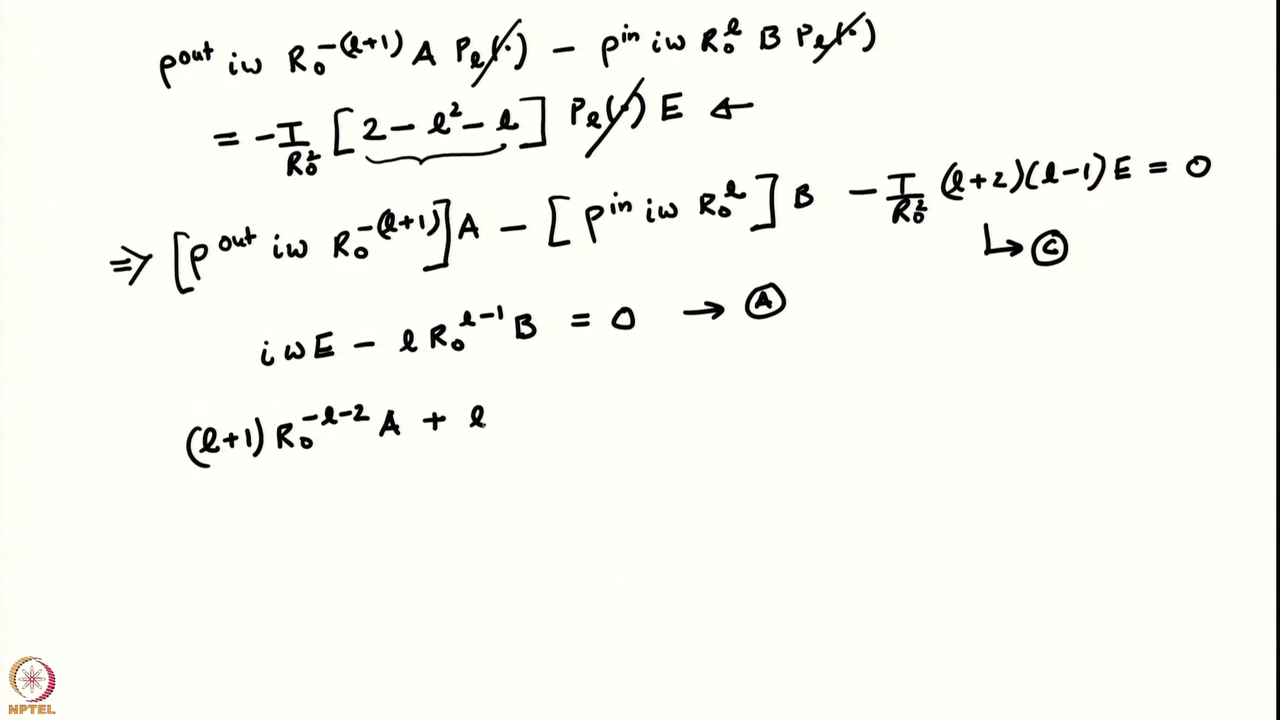 ρ^out iω R₀^-(l+1) A Pₗ(·) − ρ^in iω R₀^l B Pₗ(·)
= −T/R₀² [2 − l² − l] Pₗ(·) E ←
⇒ [ρ^out iω R₀^-(l+1)] A − [ρ^in iω R₀^l] B − T/R₀² (l+2)(l−1) E = 0
↳ Ⓒ
iωE − l R₀^l−1 B = 0 → Ⓐ
(l+1) R₀^-l−2 A + l
NPTEL